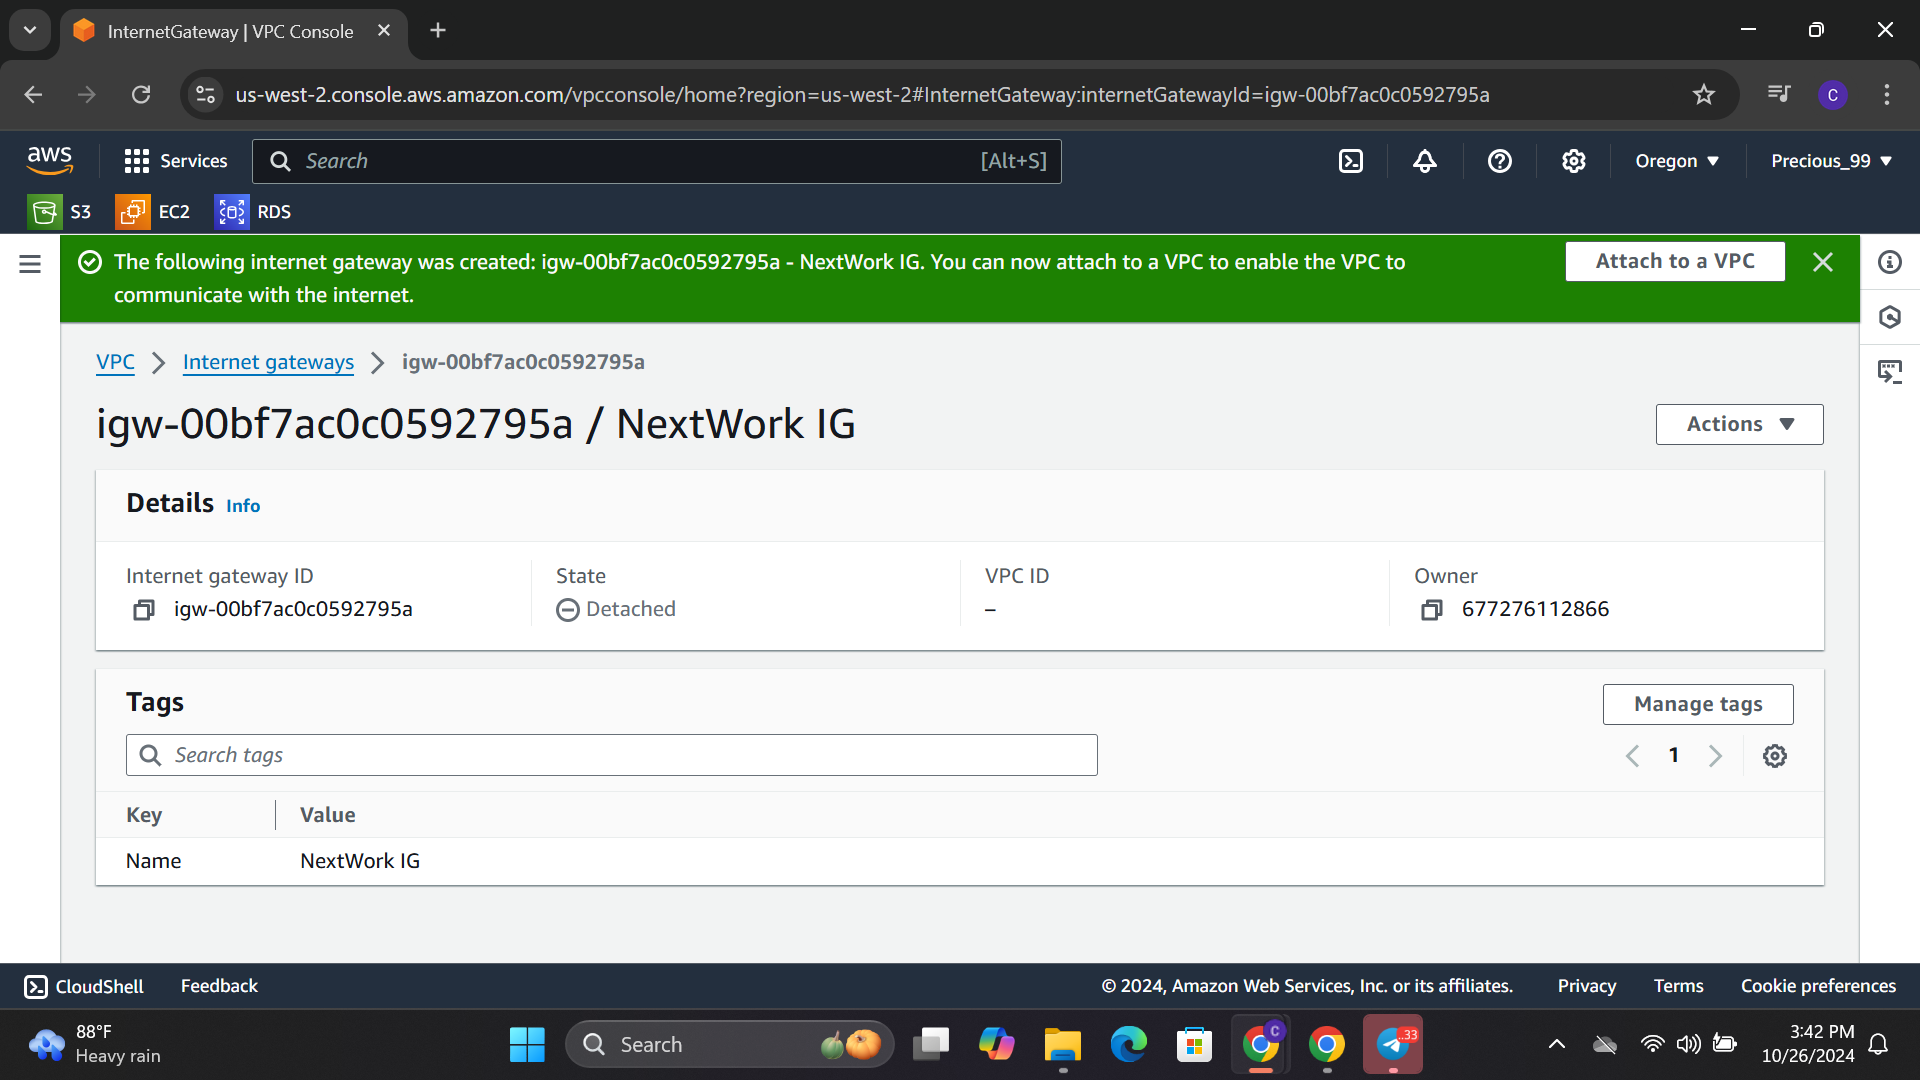 InternetGateway | VPC Console
us-west-2.console.aws.amazon.com/vpcconsole/home?region=us-west-2#InternetGateway:internetGatewayId=igw-00bf7ac0c0592795a
C
aws
Services
Search
[Alt+S]
Oregon
Precious_99
S3
EC2
RDS
The following internet gateway was created: igw-00bf7ac0c0592795a - NextWork IG. You can now attach to a VPC to enable the VPC to
communicate with the internet.
Attach to a VPC
VPC
Internet gateways
igw-00bf7ac0c0592795a
igw-00bf7ac0c0592795a / NextWork IG
Actions
Details Info
Internet gateway ID
igw-00bf7ac0c0592795a
State
Detached
VPC ID
–
Owner
677276112866
Tags
Manage tags
Search tags
1
Key
Value
Name
NextWork IG
CloudShell
Feedback
© 2024, Amazon Web Services, Inc. or its affiliates.
Privacy
Terms
Cookie preferences
88°F
Heavy rain
Search
C
..33
3:42 PM
10/26/2024